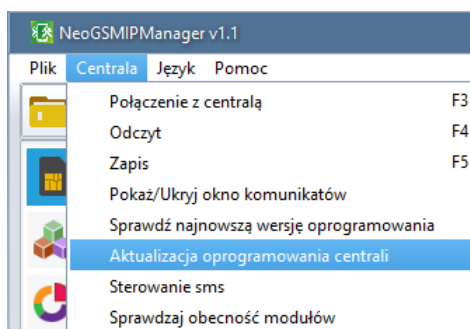 NeoGSMIPManager v1.1
Plik Centrala Język Pomoc
Połączenie z centralą F3
Odczyt F4
Zapis F5
Pokaż/Ukryj okno komunikatów
Sprawdź najnowszą wersję oprogramowania
Aktualizacja oprogramowania centrali
Sterowanie sms
Sprawdzaj obecność modułów